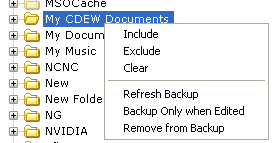 MSOCache
My CDEW Documents
My Docum
My Music
NCNC
New
New Folde
NG
NVIDIA
Include
Exclude
Clear
Refresh Backup
Backup Only when Edited
Remove from Backup